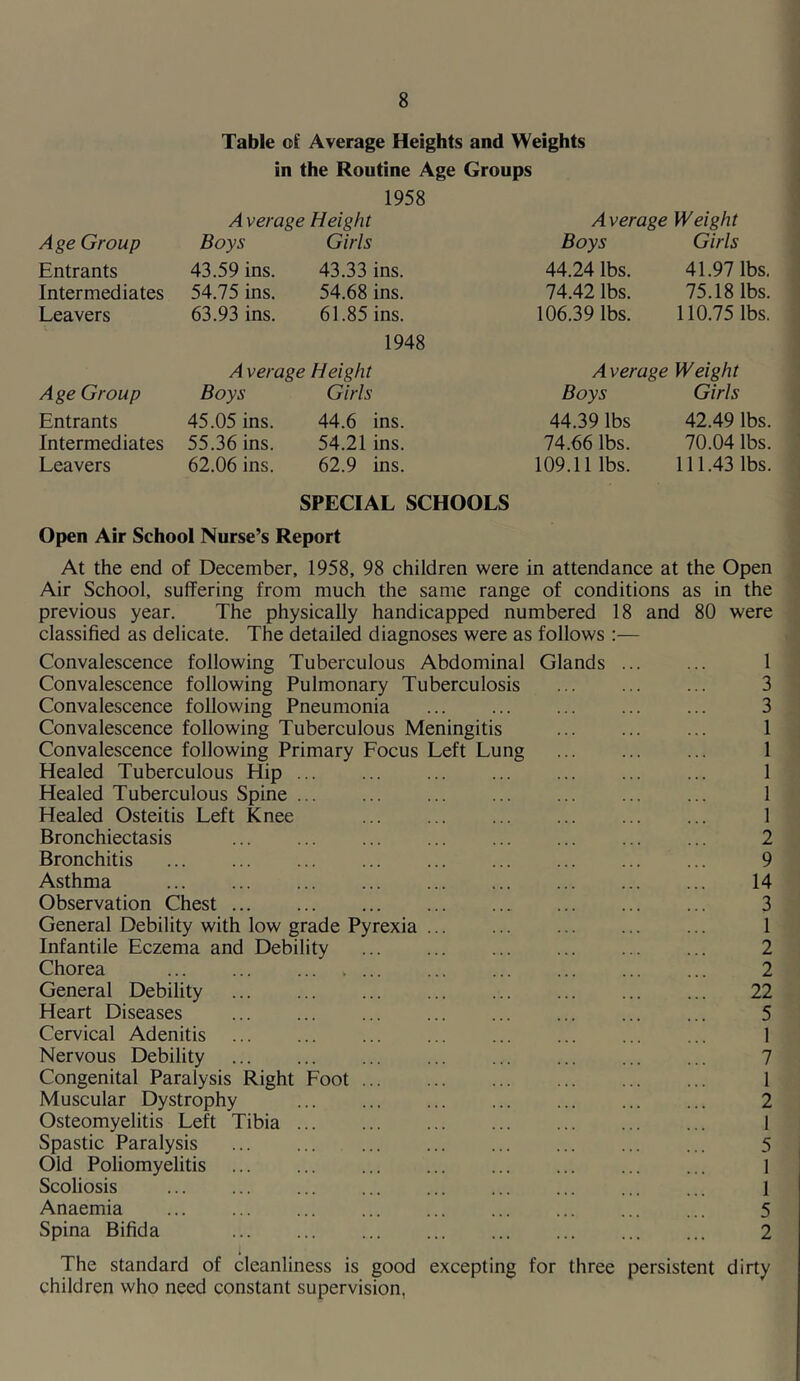 8
Table of Average Heights and Weights
in the Routine Age Groups
1958
Average Height Average Weight
Age Group Boys Girls Boys Girls
Entrants 43.59 ins. 43.33 ins. 44.24 lbs. 41.97 lbs.
Intermediates 54.75 ins. 54.68 ins. 74.42 lbs. 75.18 lbs.
Leavers 63.93 ins. 61.85 ins. 106.39 lbs. 110.75 lbs.
1948
Average Height Average Weight
Age Group Boys Girls Boys Girls
Entrants 45.05 ins. 44.6 ins. 44.39 lbs 42.49 lbs.
Intermediates 55.36 ins. 54.21 ins. 74.66 lbs. 70.04 lbs.
Leavers 62.06 ins. 62.9 ins. 109.11 lbs. 111.43 lbs.
SPECIAL SCHOOLS
Open Air School Nurse's Report
At the end of December, 1958, 98 children were in attendance at the Open
Air School, suffering from much the same range of conditions as in the
previous year. The physically handicapped numbered 18 and 80 were
classified as delicate. The detailed diagnoses were as follows :—
Convalescence following Tuberculous Abdominal Glands ... ... 1
Convalescence following Pulmonary Tuberculosis ... ... ... 3
Convalescence following Pneumonia ... ... ... ... ... 3
Convalescence following Tuberculous Meningitis ... ... ... 1
Convalescence following Primary Focus Left Lung ... ... ... 1
Healed Tuberculous Hip ... ... ... ... ... ... ... 1
Healed Tuberculous Spine ... ... ... ... ... ... ... 1
Healed Osteitis Left Knee ... ... ... ... ... ... 1
Bronchiectasis ... ... ... ... ... ... ... ... 2
Bronchitis ... ... ... ... ... ... ... ... ... 9
Asthma ... ... ... ... ... ... ... ... ... 14
Observation Chest ... ... ... ... ... ... ... ... 3
General Debility with low grade Pyrexia ... ... ... ... ... 1
Infantile Eczema and Debility ... ... ... ... ... ... 2
Chorea ... ... ... ... ... ... ... ... ... 2
General Debility ... ... ... ... ... ... ... ... 22
Heart Diseases ... ... ... ... ... ... ... ... 5
Cervical Adenitis ... ... ... ... ... ... ... ... 1
Nervous Debility ... ... ... ... ... ... ... ... 7
Congenital Paralysis Right Foot ... ... ... ... ... ... 1
Muscular Dystrophy ... ... ... ... ... ... ... 2
Osteomyelitis Left Tibia ... ... ... ... ... ... ... 1
Spastic Paralysis ... ... ... ... ... ... ... ... 5
Old Poliomyelitis ... ... ... ... ... ... ... ... 1
Scoliosis ... ... ... ... ... ... ... ... ... 1
Anaemia ... ... ... ... ... ... ... ... ... 5
Spina Bifida ... ... ... ... ... ... ... ... 2
The standard of cleanliness is good excepting for three persistent dirty
children who need constant supervision,